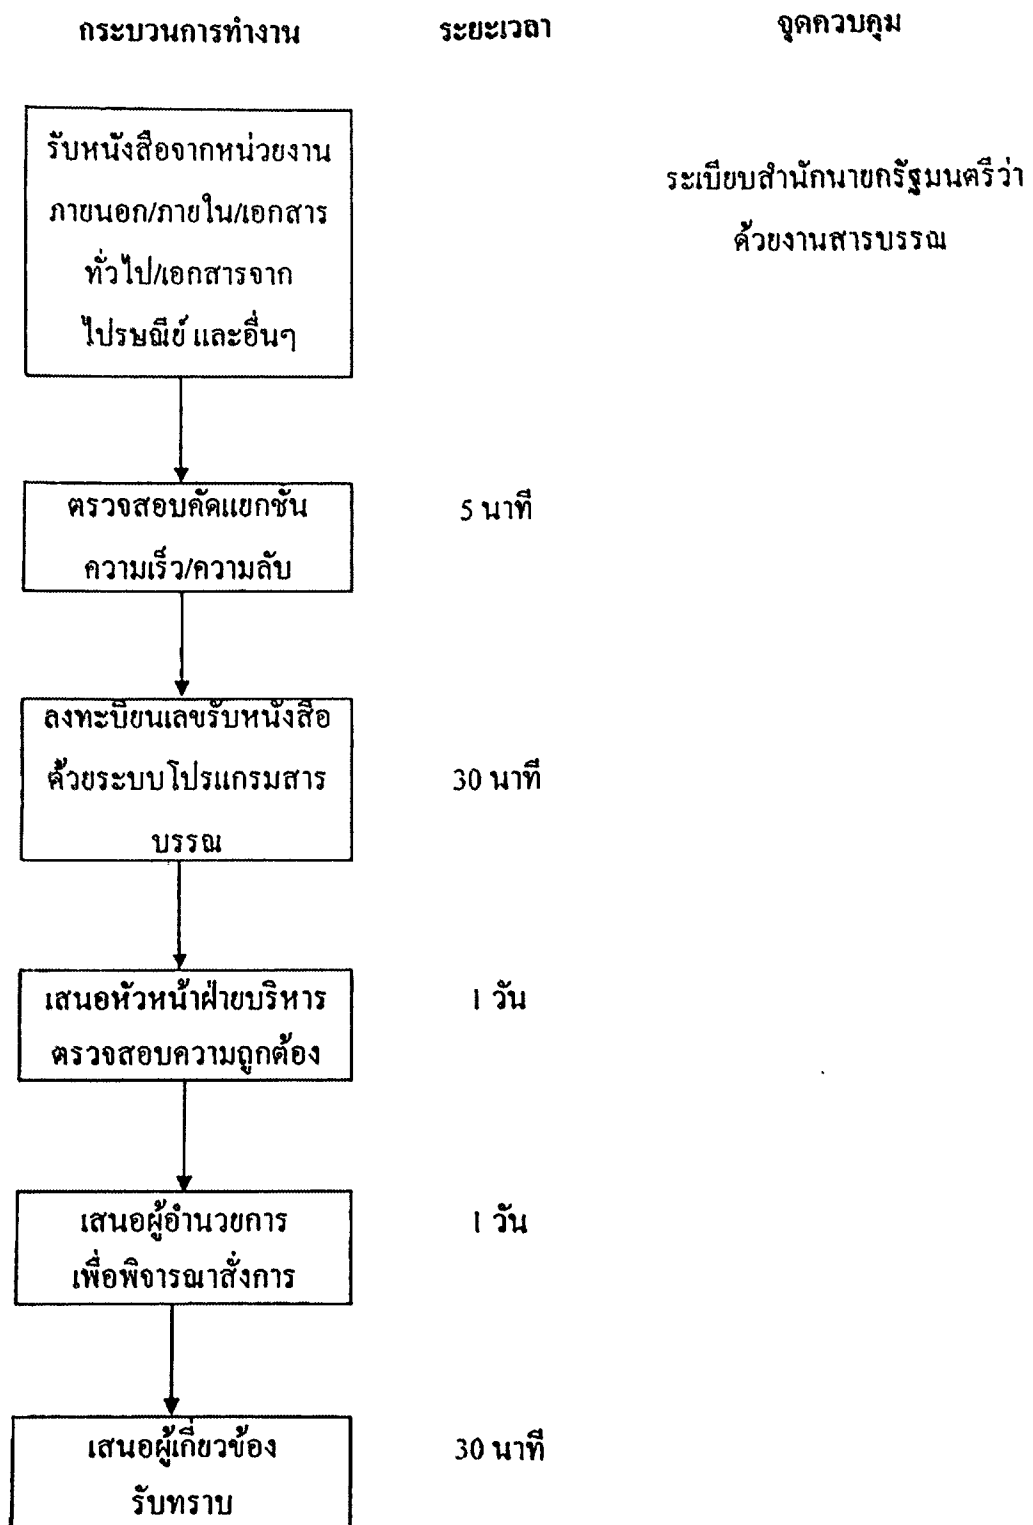 กระบวนการทำงาน ระยะเวลา จุดควบคุม
รับหนังสือจากหน่วยงาน
ภายนอก/ภายใน/เอกสาร
ทั่วไป/เอกสารจาก
ไปรษณีย์ และอื่นๆ
ระเบียบสำนักนายกรัฐมนตรีว่า
ด้วยงานสารบรรณ
ตรวจสอบคัดแยกชั้น
ความเร็ว/ความลับ
5 นาที
ลงทะบียนเลขรับหนังสือ
ด้วยระบบโปรแกรมสาร
บรรณ
30 นาที
เสนอหัวหน้าฝ่ายบริหาร
ตรวจสอบความถูกต้อง
1 วัน
เสนอผู้อำนวยการ
เพื่อพิจารณาสั่งการ
1 วัน
เสนอผู้เกี่ยวข้อง
รับทราบ
30 นาที